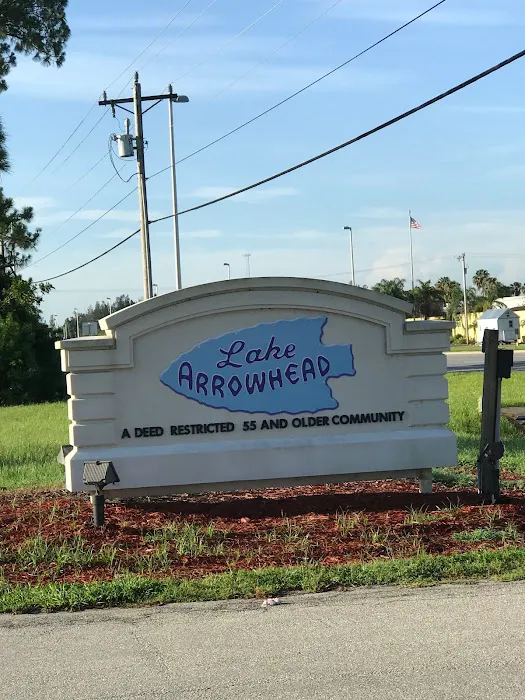 Lake
ARROWHEAD
A DEED RESTRICTED 55 AND OLDER COMMUNITY